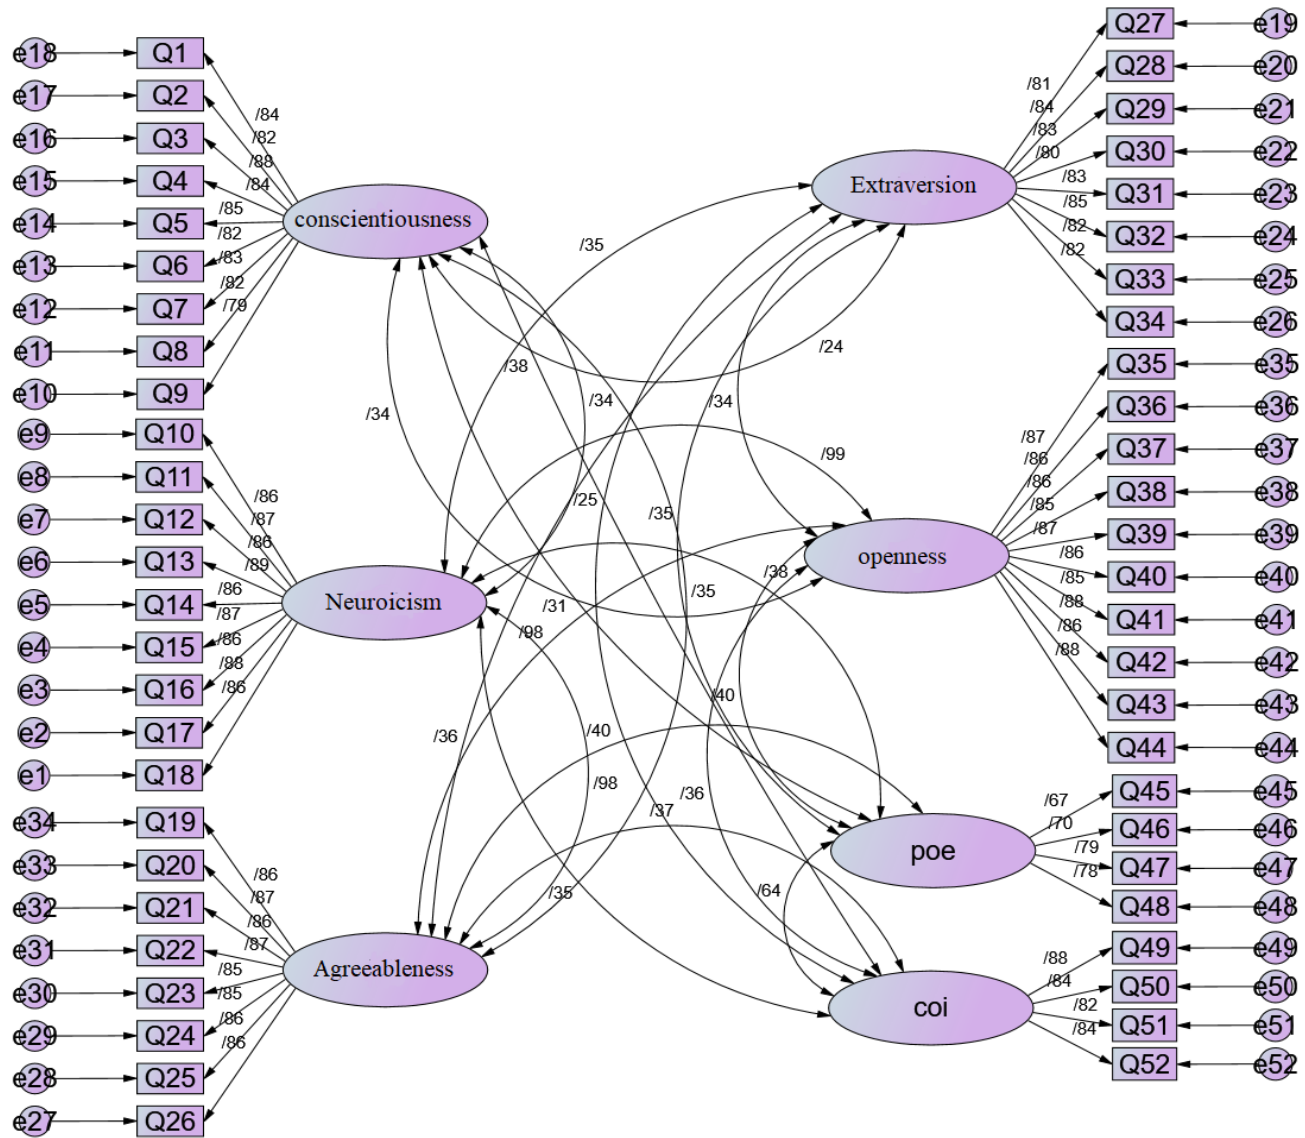 e18 Q1
e17 Q2
e16 Q3
e15 Q4
e14 Q5
e13 Q6
e12 Q7
e11 Q8
e10 Q9
/84
/82
/88
/84
/85
/82
/83
/82
/79
conscientiousness
e9 Q10
e8 Q11
e7 Q12
e6 Q13
e5 Q14
e4 Q15
e3 Q16
e2 Q17
e1 Q18
/86
/87
/86
/89
/86
/87
/86
/88
/86
Neuroicism
e34 Q19
e33 Q20
e32 Q21
e31 Q22
e30 Q23
e29 Q24
e28 Q25
e27 Q26
/86
/87
/86
/87
/85
/85
/86
/86
Agreeableness
/35
/24
/38
/34
/34
/34
/99
/25
/35
/38
/35
/31
/98
/40
/36
/40
/98
/36
/37
/64
/35
Extraversion
/81
/84
/83
/80
/83
/85
/82
/82
Q27 e19
Q28 e20
Q29 e21
Q30 e22
Q31 e23
Q32 e24
Q33 e25
Q34 e26
openness
/87
/86
/86
/85
/87
/86
/85
/88
/86
/88
Q35 e35
Q36 e36
Q37 e37
Q38 e38
Q39 e39
Q40 e40
Q41 e41
Q42 e42
Q43 e43
Q44 e44
poe
/67
/70
/79
/78
Q45 e45
Q46 e46
Q47 e47
Q48 e48
coi
/88
/84
/82
/84
Q49 e49
Q50 e50
Q51 e51
Q52 e52